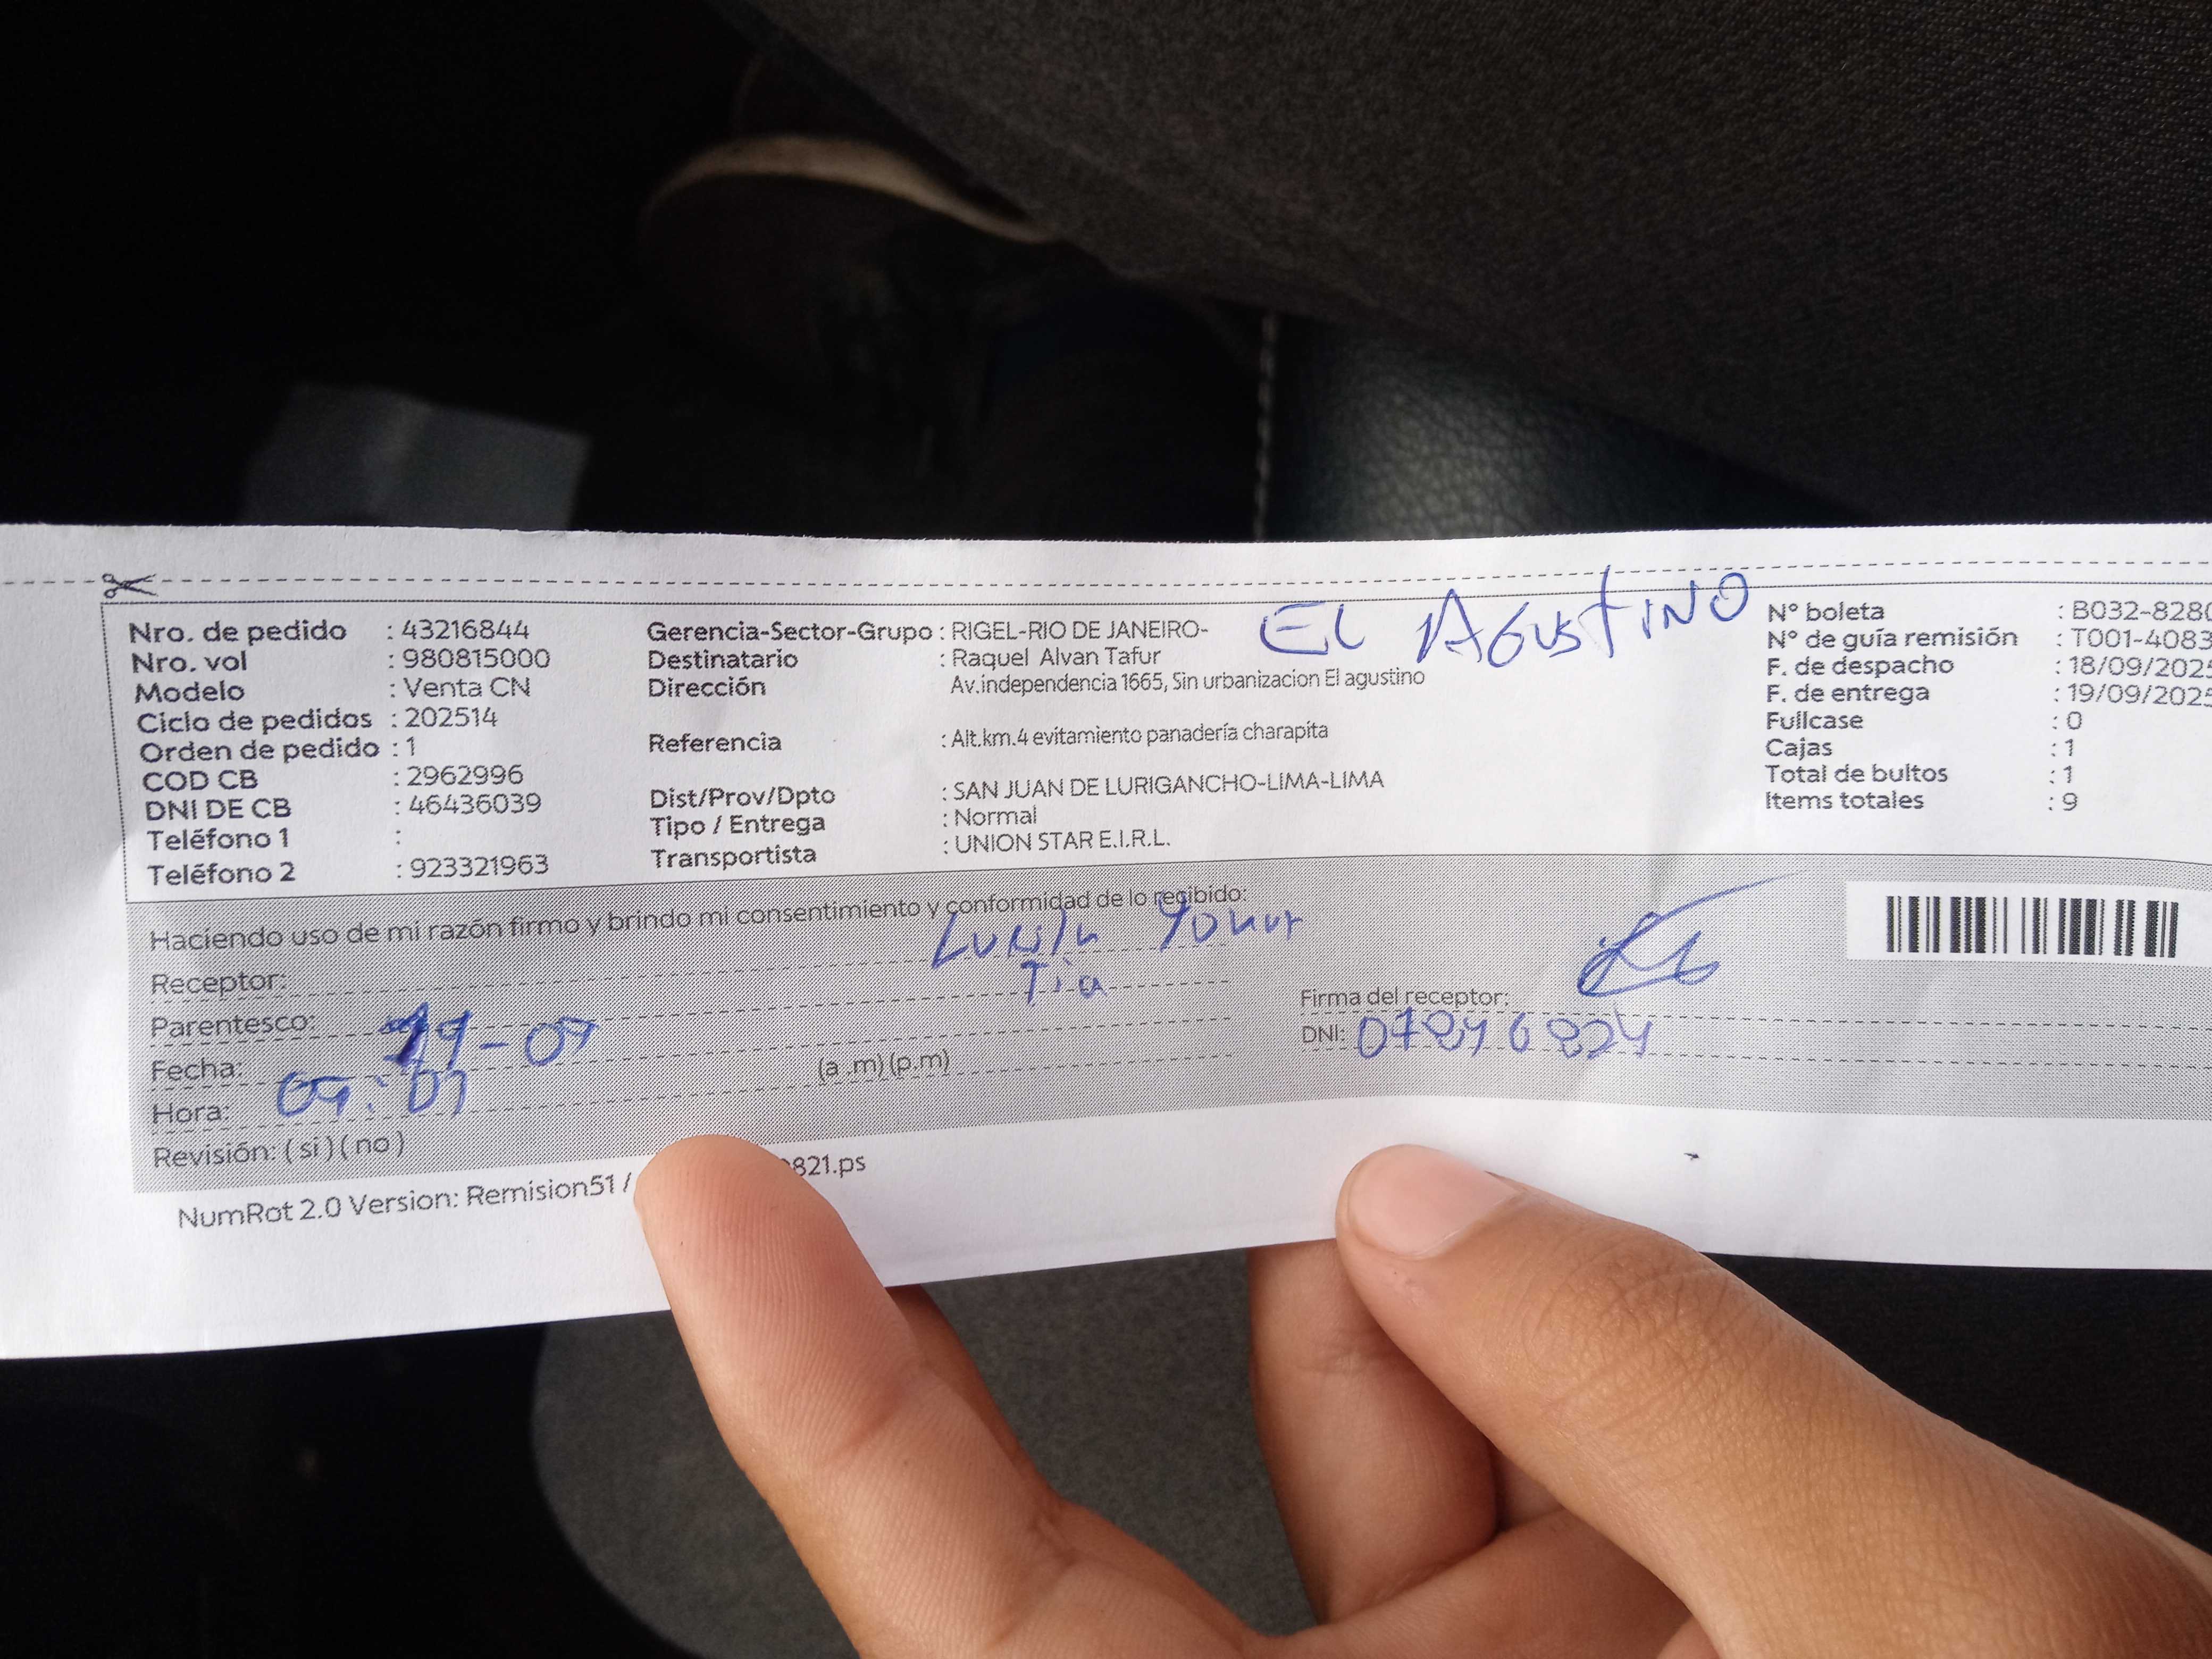 EL AGUSTINO
Nro. de pedido : 43216844
Nro. vol : 980815000
Modelo : Venta CN
Ciclo de pedidos : 202514
Orden de pedido : 1
COD CB : 2962996
DNI DE CB : 46436039
Teléfono 1 :
Teléfono 2 : 923321963
Gerencia-Sector-Grupo : RIGEL-RIO DE JANEIRO-
Destinatario : Raquel Alvan Tafur
Dirección Av.independencia 1665, Sin urbanizacion El agustino
Referencia : Alt.km.4 evitamiento panadería charapita
Dist/Prov/Dpto : SAN JUAN DE LURIGANCHO-LIMA-LIMA
Tipo / Entrega : Normal
Transportista : UNION STAR E.I.R.L.
N° boleta : B032-828
N° de guía remisión : T001-4083
F. de despacho : 18/09/2025
F. de entrega : 19/09/2025
Fullcase : 0
Cajas : 1
Total de bultos : 1
Items totales : 9
Haciendo uso de mi razón firmo y brindo mi consentimiento y conformidad de lo recibido:
Receptor:
Parentesco: Tia
Fecha: 19-09
Hora: 09:07 (a .m) (p.m)
Revisión: ( si ) ( no )
Firma del receptor:
DNI: 07846824
NumRot 2.0 Version: Remision51 / 821.ps